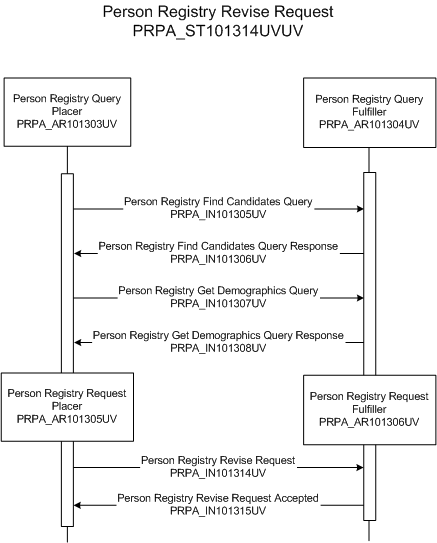 Person Registry Revise Request
PRPA_ST101314UVUV
Person Registry Query
Placer
PRPA_AR101303UV
Person Registry Query
Fulfiller
PRPA_AR101304UV
Person Registry Find Candidates Query
PRPA_IN101305UV
Person Registry Find Candidates Query Response
PRPA_IN101306UV
Person Registry Get Demographics Query
PRPA_IN101307UV
Person Registry Get Demographics Query Response
PRPA_IN101308UV
Person Registry Request
Placer
PRPA_AR101305UV
Person Registry Request
Fulfiller
PRPA_AR101306UV
Person Registry Revise Request
PRPA_IN101314UV
Person Registry Revise Request Accepted
PRPA_IN101315UV